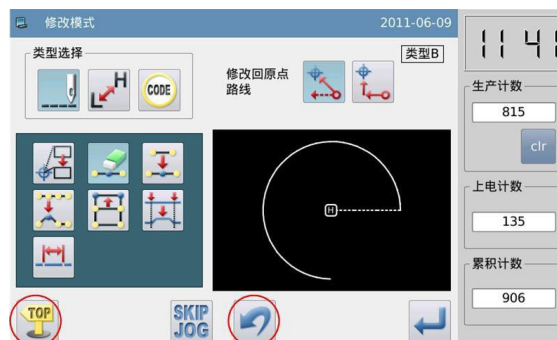 修改模式
2011-06-09
类型选择
H
CODE
修改回原点
路线
类型B
生产计数
815
clr
上电计数
135
累积计数
906
H
TOP
SKIP
JOG